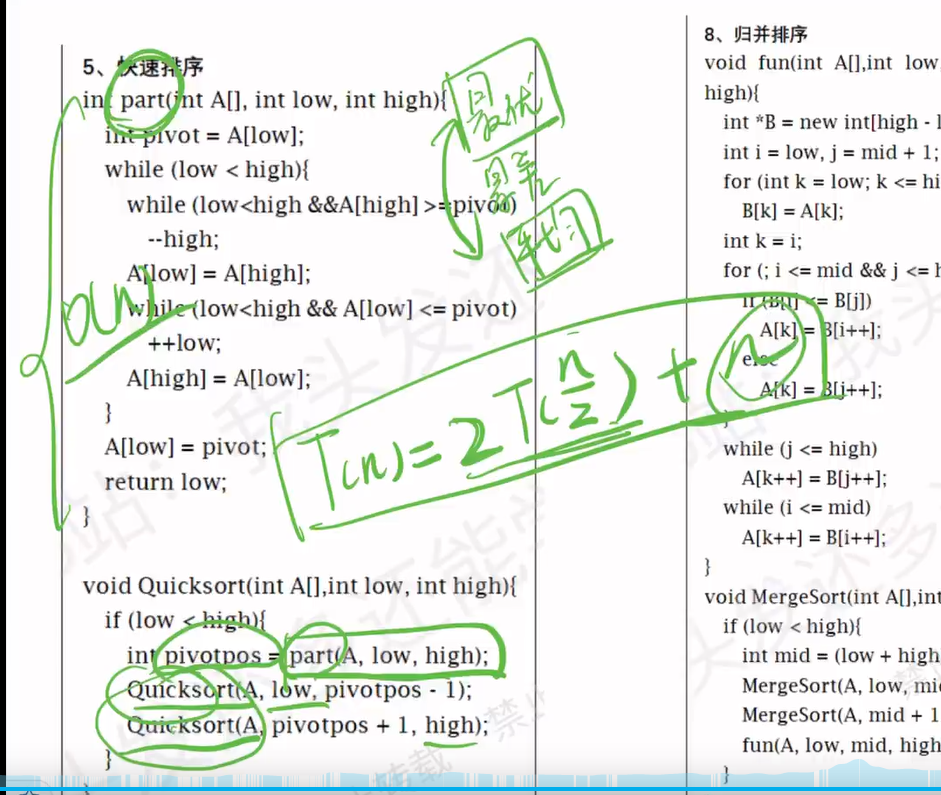 5、快速排序
int part(int A[], int low, int high){
int pivot = A[low];
while (low < high){
while (low<high &&A[high] >=pivot)
--high;
A[low] = A[high];
while (low<high && A[low] <= pivot)
++low;
A[high] = A[low];
}
A[low] = pivot;
return low;
}
void Quicksort(int A[],int low, int high){
if (low < high){
int pivotpos = part(A, low, high);
Quicksort(A, low, pivotpos - 1);
Quicksort(A, pivotpos + 1, high);
}
最优
最差
平均
O(n)
T(n)=2T(n/2)+n
8、归并排序
void fun(int A[],int low,
high){
int *B = new int[high -
int i = low, j = mid + 1;
for (int k = low; k <= hi
B[k] = A[k];
int k = i;
for (; i <= mid && j <= h
if (B[i] <= B[j])
A[k] = B[i++];
else
A[k] = B[j++];
}
while (j <= high)
A[k++] = B[j++];
while (i <= mid)
A[k++] = B[i++];
}
void MergeSort(int A[],int
if (low < high){
int mid = (low + high
MergeSort(A, low, mi
MergeSort(A, mid + 1
fun(A, low, mid, high
}